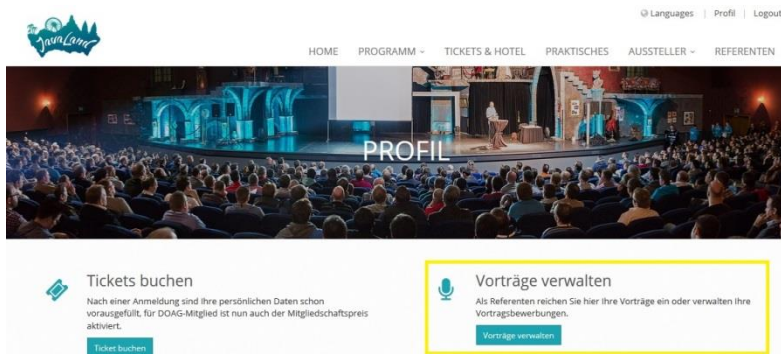 Languages | Profil | Logout
JavaLand
HOME PROGRAMM TICKETS & HOTEL PRAKTISCHES AUSSTELLER REFERENTEN
PROFIL
Tickets buchen
Nach einer Anmeldung sind Ihre persönlichen Daten schon
vorausgefüllt, für DOAG-Mitglied ist nun auch der Mitgliedschaftspreis
aktiviert.
Ticket buchen
Vorträge verwalten
Als Referenten reichen Sie hier Ihre Vorträge ein oder verwalten Ihre
Vortragsbewerbungen.
Vorträge verwalten